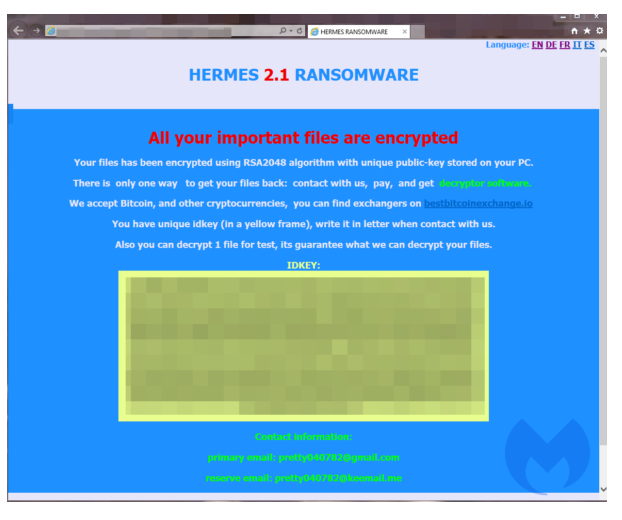 HERMES RANSOMWARE
Language: EN DE FR IT ES
HERMES 2.1 RANSOMWARE
All your important files are encrypted
Your files has been encrypted using RSA2048 algorithm with unique public-key stored on your PC.
There is only one way to get your files back: contact with us, pay, and get decryptor software.
We accept Bitcoin, and other cryptocurrencies, you can find exchangers on bestbitcoinexchange.io
You have unique idkey (in a yellow frame), write it in letter when contact with us.
Also you can decrypt 1 file for test, its guarantee what we can decrypt your files.
IDKEY:
Contact information:
primary email: pretty040782@gmail.com
reserve email: pretty040782@keemail.me